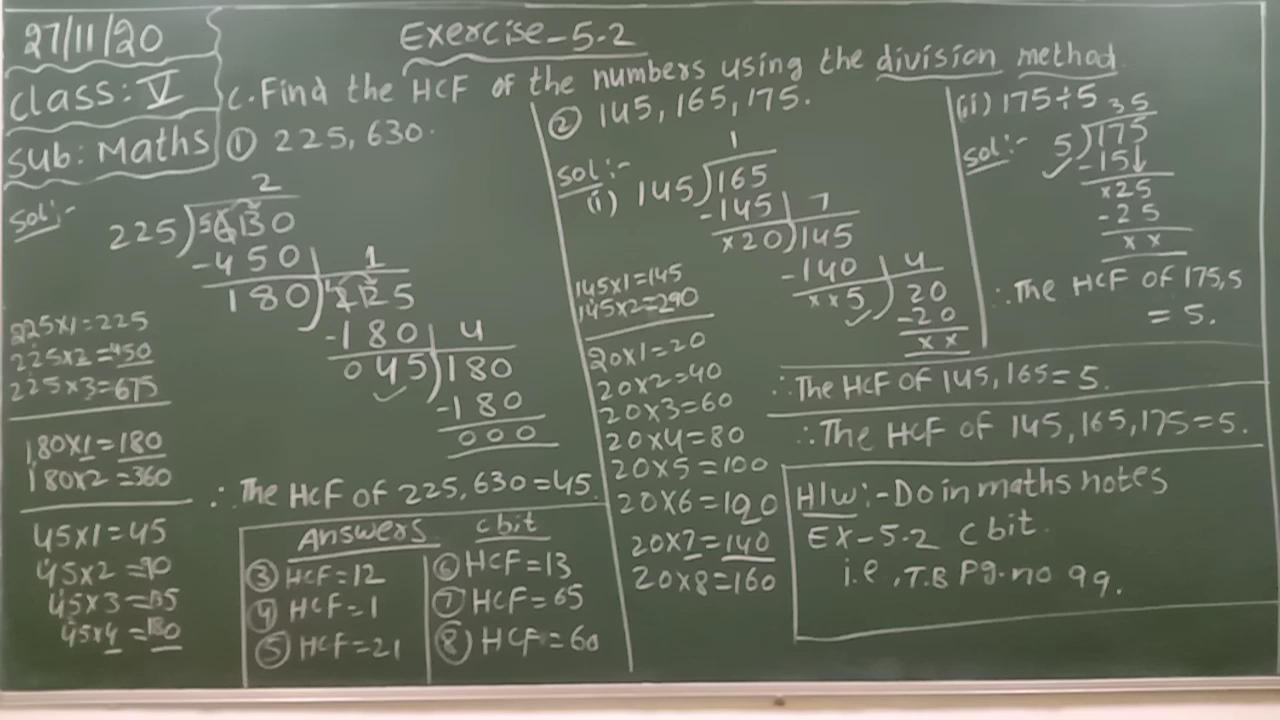 27/11/20
Class: V
Sub: Maths
Exercise-5.2
C. Find the HCF of the numbers using the division method.
① 225, 630.
Sol:-
2
225)630
-450 1
180)225
-180 4
045)180
-180
000
225x1=225
225x2=450
225x3=675
180x1=180
180x2=360
45x1=45
45x2=90
45x3=135
45x4=180
∴ The HCF of 225, 630=45.
Answers C bit
③ HCF=12
④ HCF=1
⑤ HCF=21
⑥ HCF=13
⑦ HCF=65
⑧ HCF=60
② 145, 165, 175.
Sol:-
1
(i) 145)165
-145 7
x20)145
-140 4
xx5)20
-20
xx
145x1=145
145x2=290
20x1=20
20x2=40
20x3=60
20x4=80
20x5=100
20x6=120
20x7=140
20x8=160
(ii) 175÷5
Sol:-
35
5)175
-15↓
x25
-25
xx
∴ The HCF of 175,5
= 5.
∴ The HCF of 145, 165=5.
∴ The HCF of 145, 165, 175=5.
H/W:-Do in maths notes
EX-5.2 C bit.
i.e, T.B Pg.no 99.